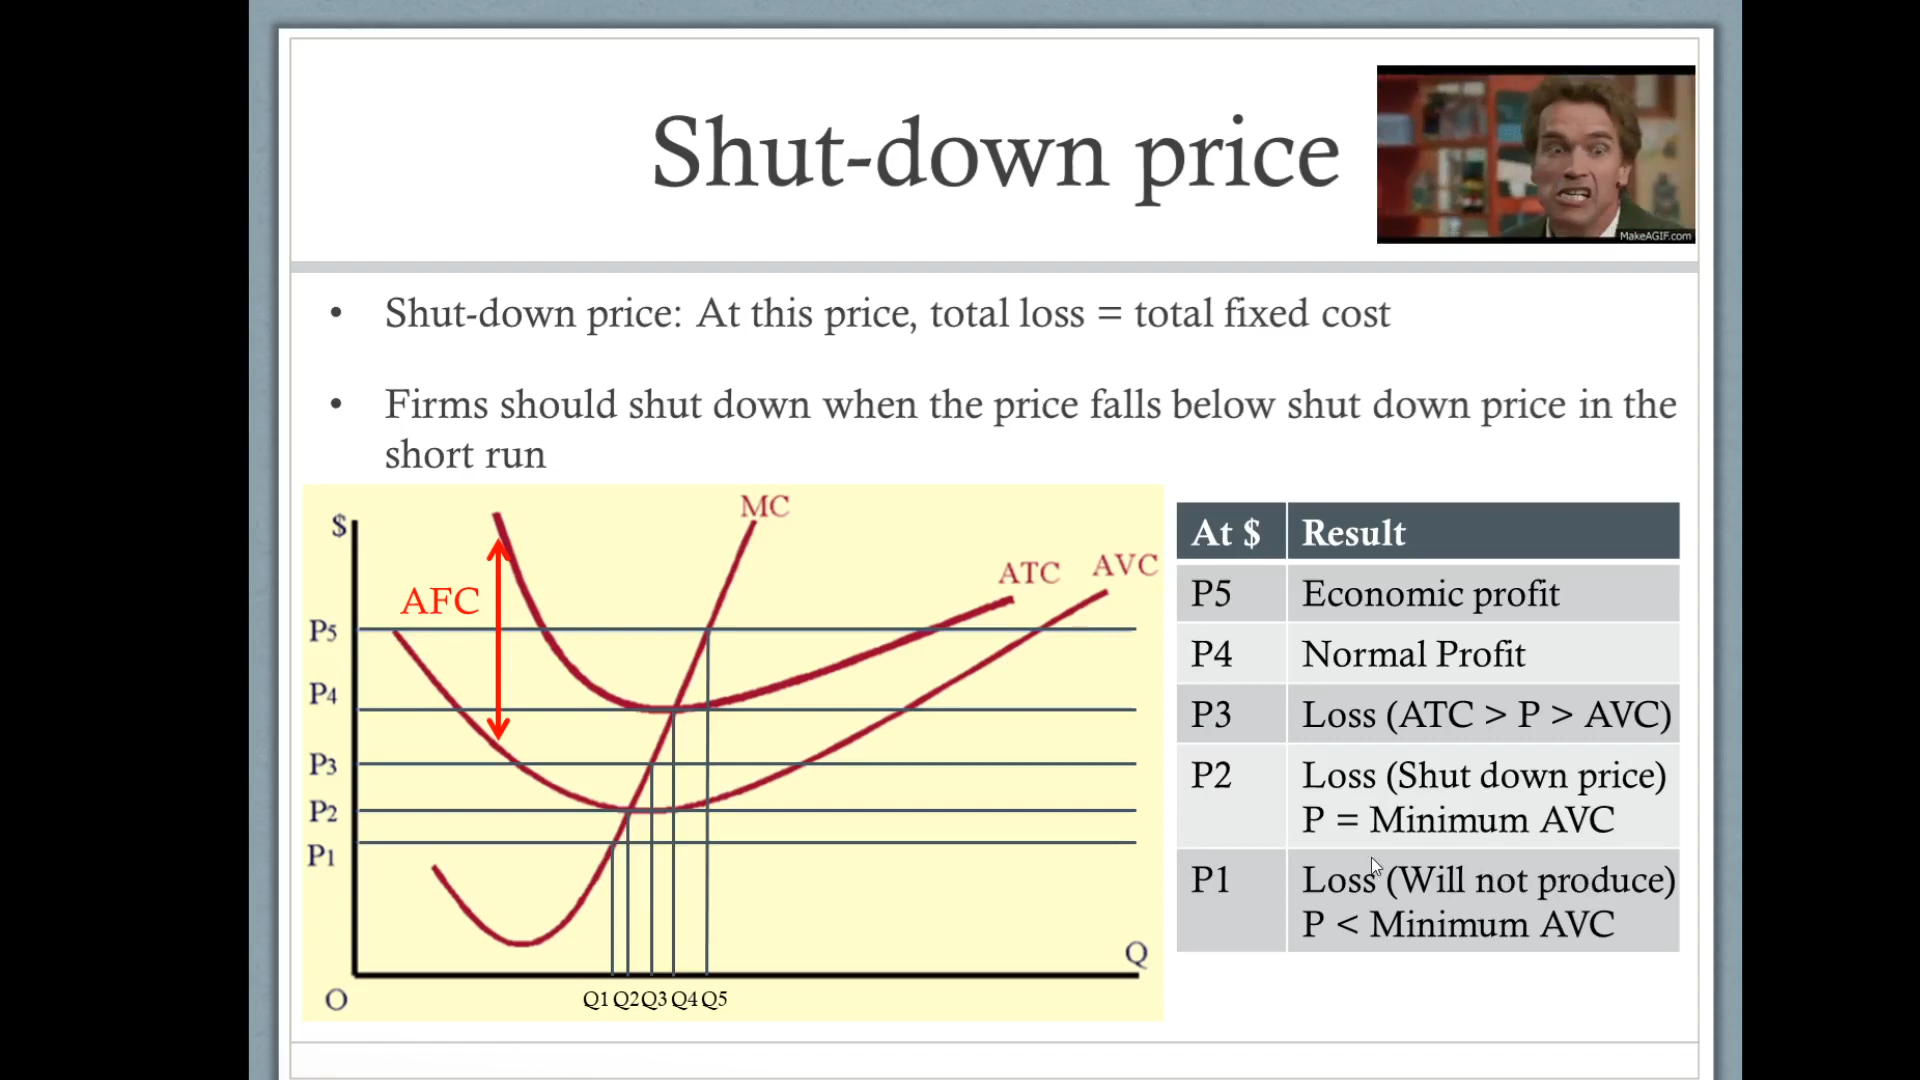 Shut-down price
MakeAGIF.com
• Shut-down price: At this price, total loss = total fixed cost
• Firms should shut down when the price falls below shut down price in the
short run
$
MC
ATC
AVC
AFC
P5
P4
P3
P2
P1
Q
O
Q1 Q2 Q3 Q4 Q5
At $ Result
P5 Economic profit
P4 Normal Profit
P3 Loss (ATC > P > AVC)
P2 Loss (Shut down price)
P = Minimum AVC
P1 Loss (Will not produce)
P < Minimum AVC